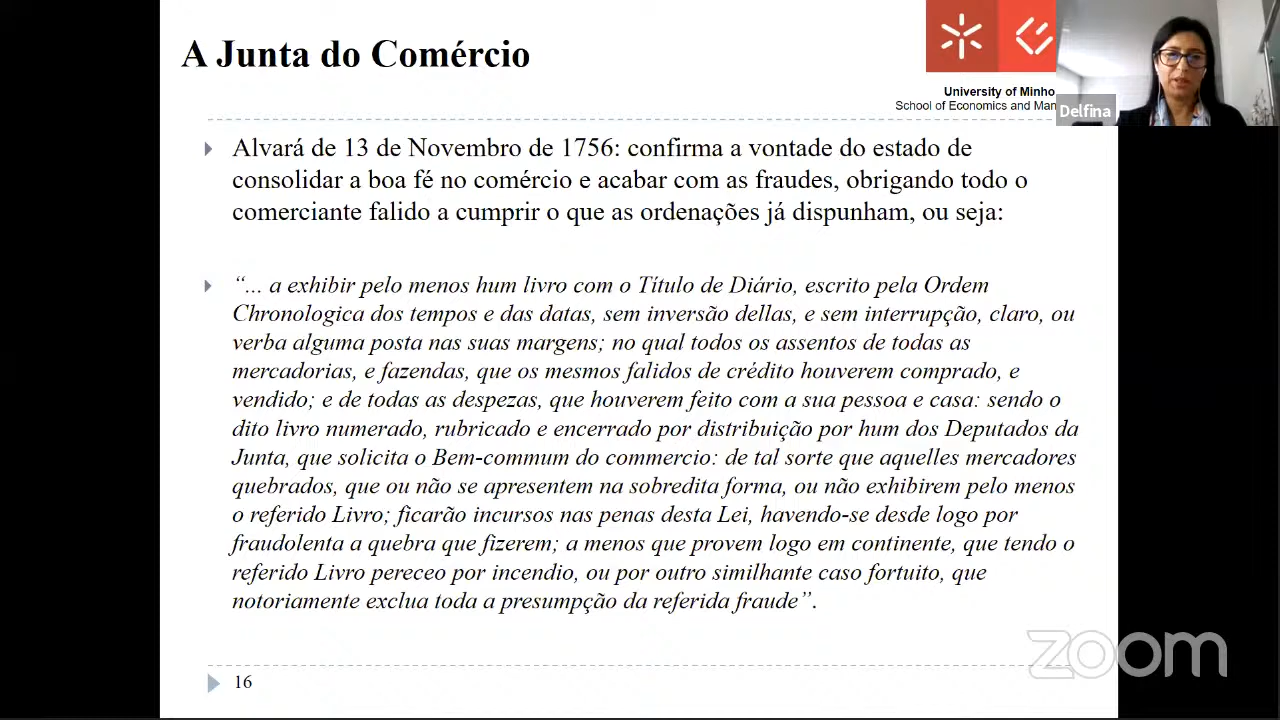 A Junta do Comércio
University of Minho
School of Economics and Man
Delfina
Alvará de 13 de Novembro de 1756: confirma a vontade do estado de
consolidar a boa fé no comércio e acabar com as fraudes, obrigando todo o
comerciante falido a cumprir o que as ordenações já dispunham, ou seja:
“... a exhibir pelo menos hum livro com o Título de Diário, escrito pela Ordem
Chronologica dos tempos e das datas, sem inversão dellas, e sem interrupção, claro, ou
verba alguma posta nas suas margens; no qual todos os assentos de todas as
mercadorias, e fazendas, que os mesmos falidos de crédito houverem comprado, e
vendido; e de todas as despezas, que houverem feito com a sua pessoa e casa: sendo o
dito livro numerado, rubricado e encerrado por distribuição por hum dos Deputados da
Junta, que solicita o Bem-commum do commercio: de tal sorte que aquelles mercadores
quebrados, que ou não se apresentem na sobredita forma, ou não exhibirem pelo menos
o referido Livro; ficarão incursos nas penas desta Lei, havendo-se desde logo por
fraudolenta a quebra que fizerem; a menos que provem logo em continente, que tendo o
referido Livro pereceo por incendio, ou por outro similhante caso fortuito, que
notoriamente exclua toda a presumpção da referida fraude”.
zoom
16